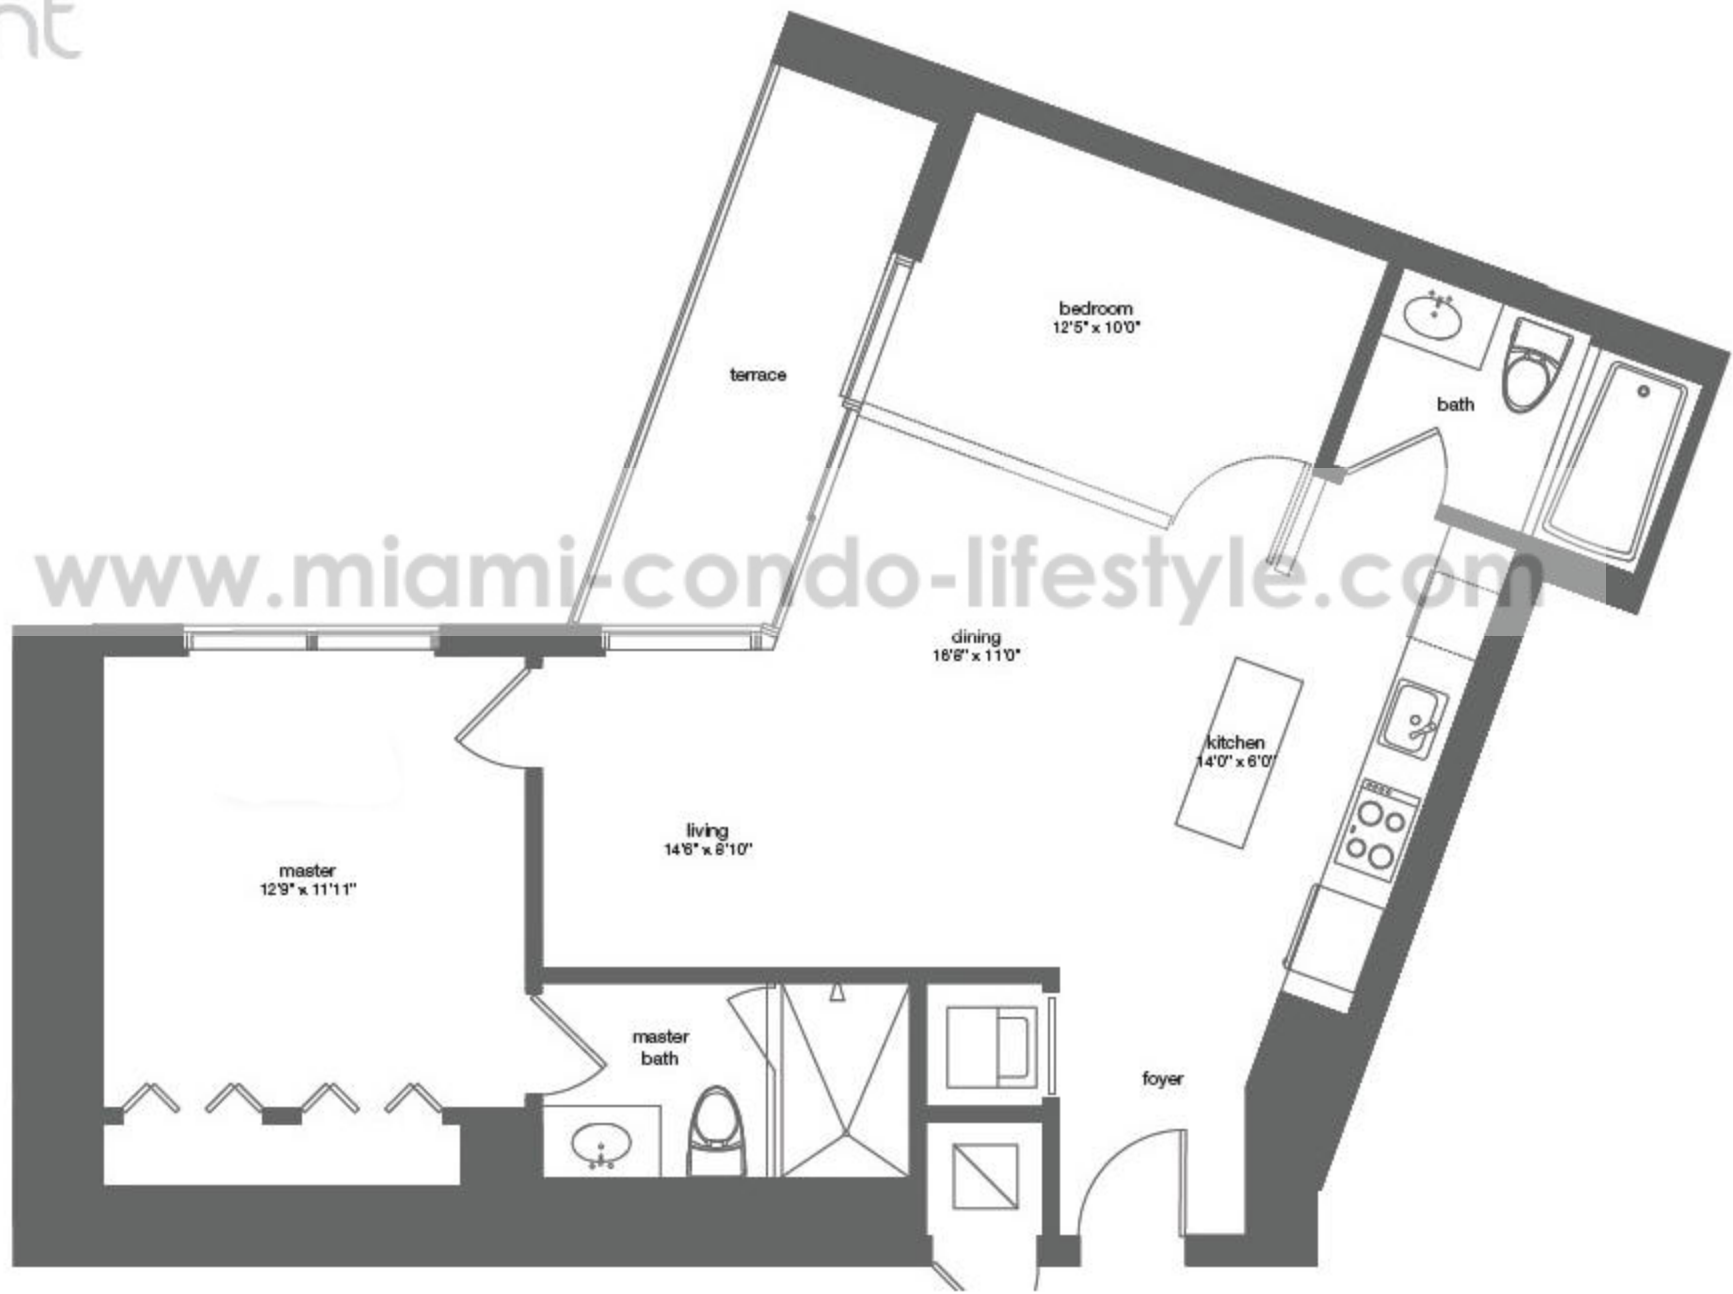 nt
bedroom
12'5" x 10'0"
terrace
bath
www.miami-condo-lifestyle.com
dining
16'8" x 11'0"
kitchen
14'0" x 6'0"
living
14'6" x 8'10"
master
12'9" x 11'11"
master
bath
foyer